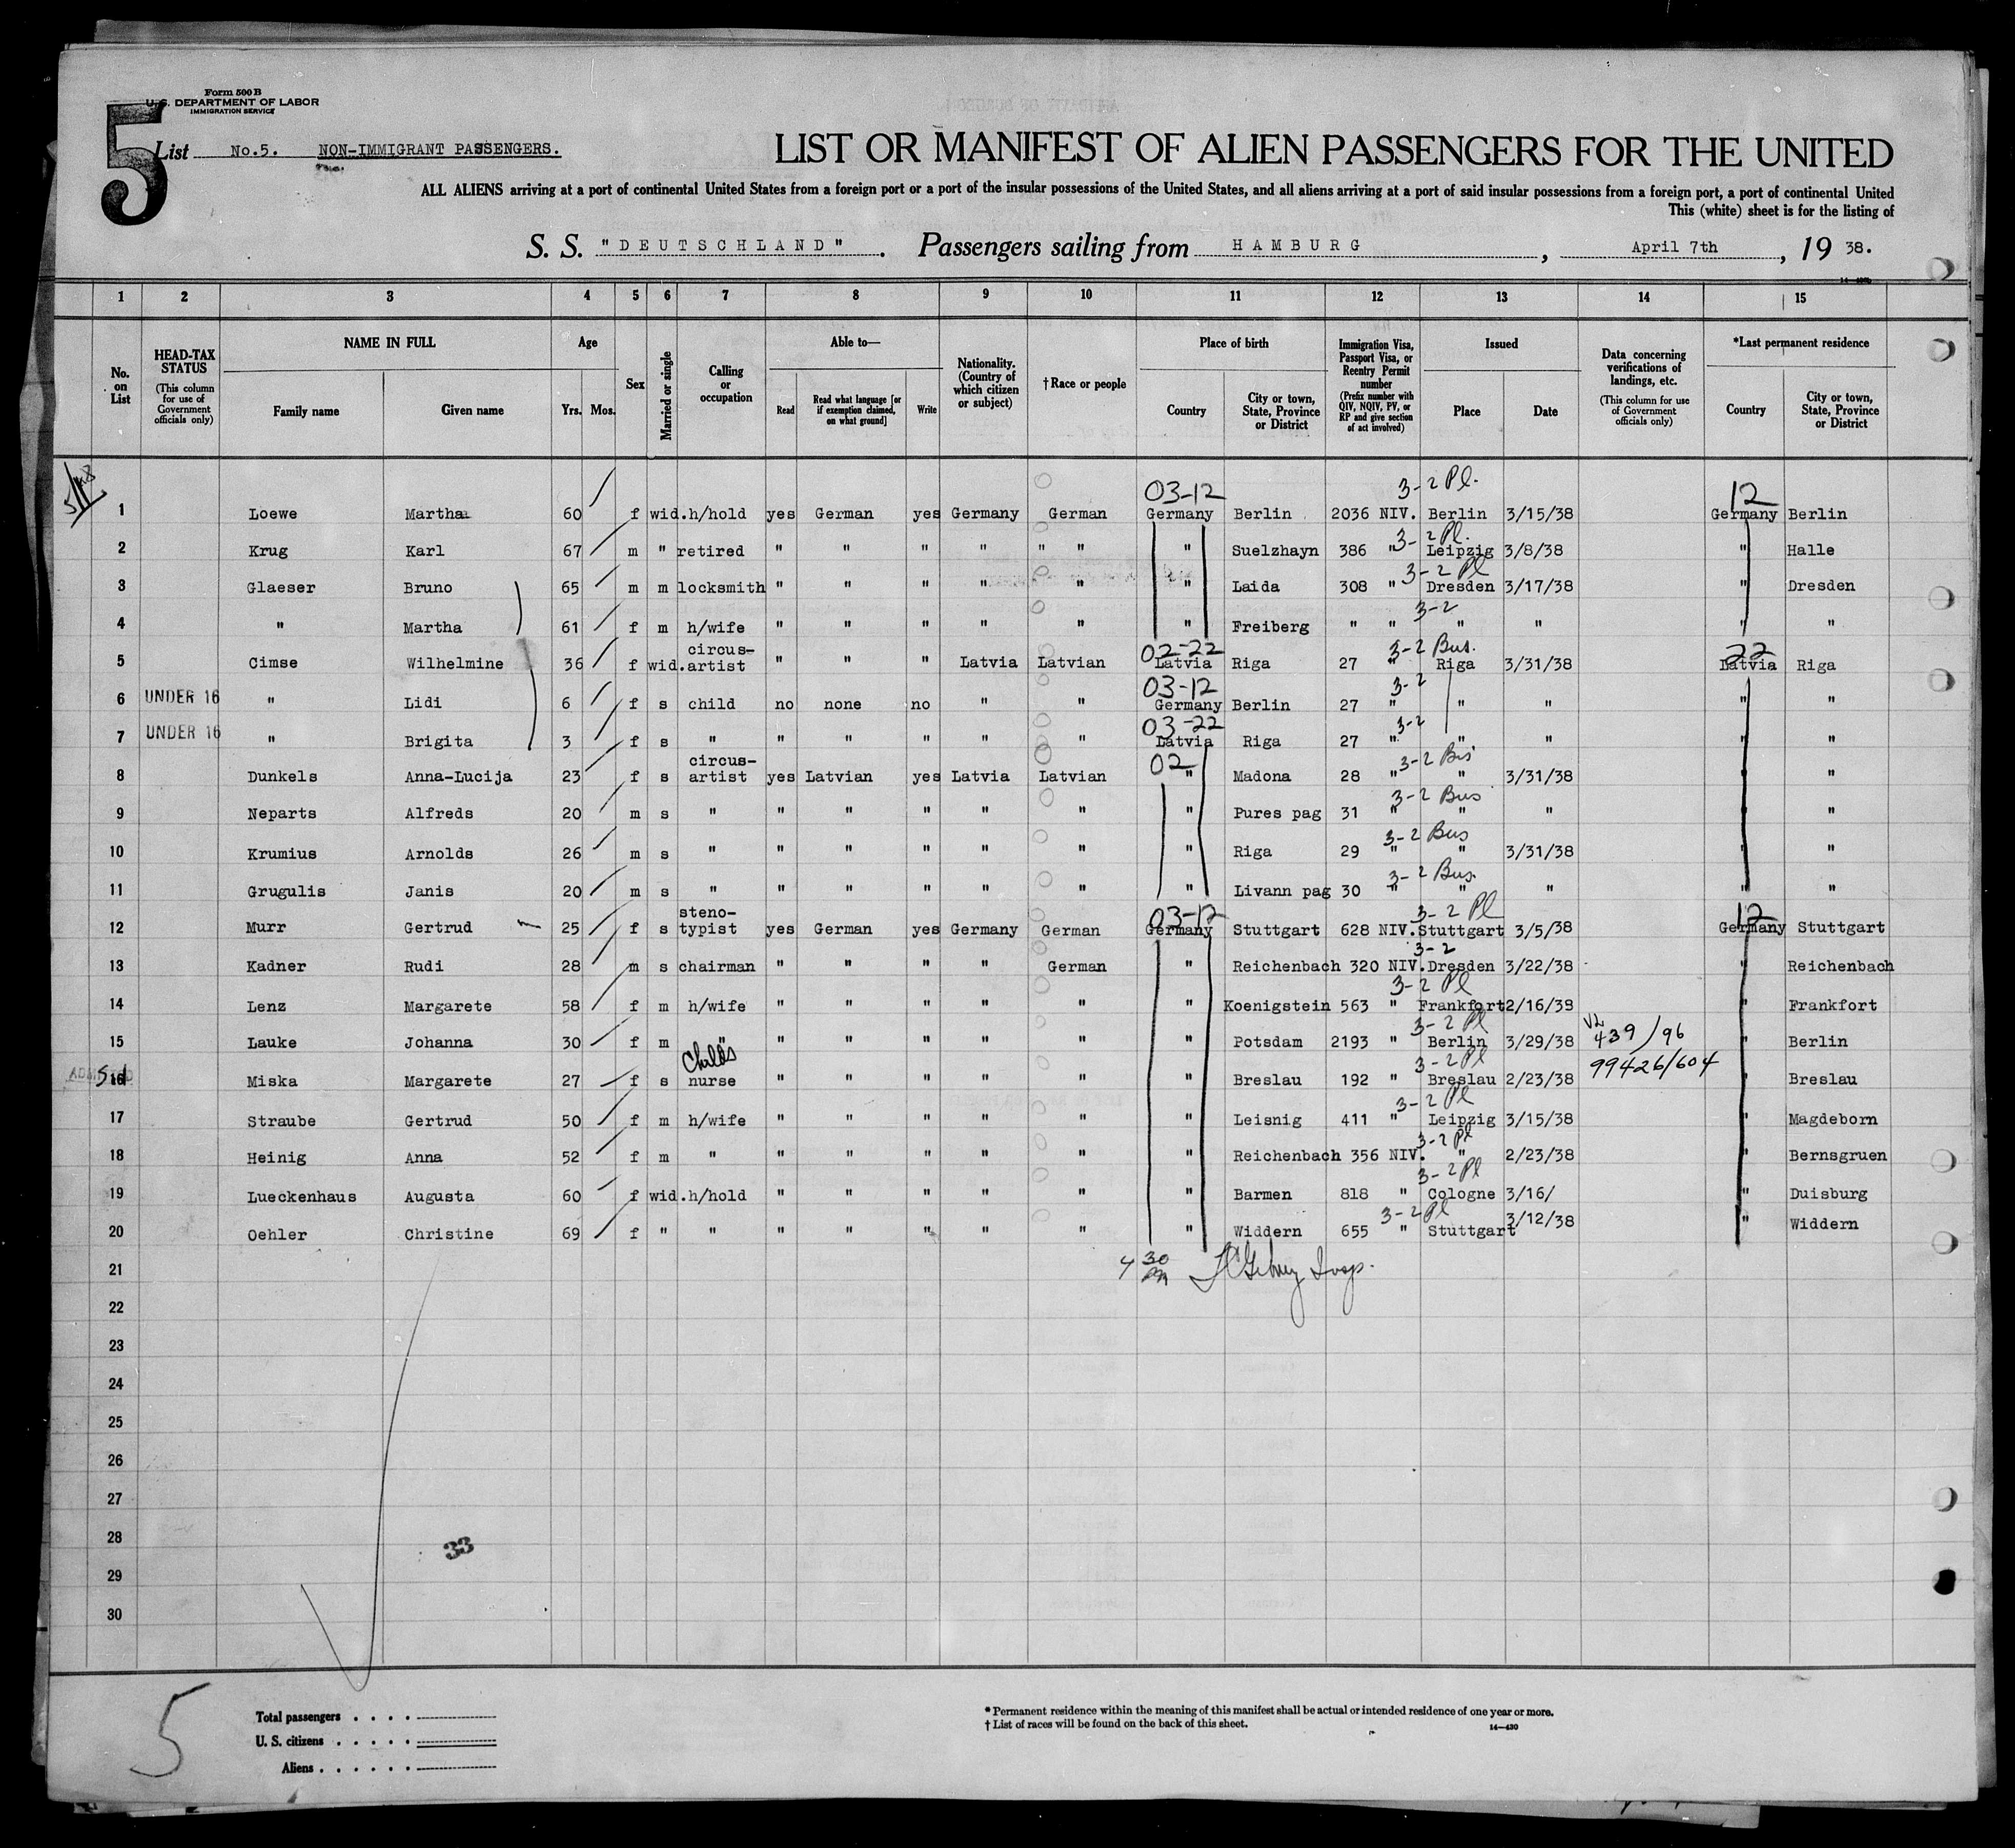 Form 500 B
U. S. DEPARTMENT OF LABOR
IMMIGRATION SERVICE
5
List No.5. NON-IMMIGRANT PASSENGERS.
LIST OR MANIFEST OF ALIEN PASSENGERS FOR THE UNITED
ALL ALIENS arriving at a port of continental United States from a foreign port or a port of the insular possessions of the United States, and all aliens arriving at a port of said insular possessions from a foreign port, a port of continental United
This (white) sheet is for the listing of
S. S. "DEUTSCHLAND". Passengers sailing from HAMBURG, April 7th, 19 38.
1 2 3 4 5 6 7 8 9 10 11 12 13 14 15
No. on List
HEAD-TAX STATUS (This column for use of Government officials only)
NAME IN FULL Family name Given name
Age Yrs. Mos.
Sex
Married or single
Calling or occupation
Able to— Read Read what language [or if exemption claimed, on what ground] Write
Nationality. (Country of which citizen or subject)
† Race or people
Place of birth Country City or town, State, Province or District
Immigration Visa, Passport Visa, or Reentry Permit number (Prefix number with QIV, NQIV, PV, or RP and give section of act involved)
Issued Place Date
Data concerning verifications of landings, etc. (This column for use of Government officials only)
*Last permanent residence Country City or town, State, Province or District
03-12 3-2 Pl. 12
1 Loewe Martha 60 f wid. h/hold yes German yes Germany German Germany Berlin 2036 NIV. Berlin 3/15/38 Germany Berlin
3-2 Pl.
2 Krug Karl 67 m " retired " " " " " " " Suelzhayn 386 " Leipzig 3/8/38 " Halle
3-2 Pl
3 Glaeser Bruno 65 m m locksmith " " " " " " Laida 308 " Dresden 3/17/38 " Dresden
3-2
4 " Martha 61 f m h/wife " " " " " " Freiberg " " " " " "
02-22 3-2 Bus. 22
5 Cimse Wilhelmine 36 f wid. circus-artist " " " Latvia Latvian Latvia Riga 27 " Riga 3/31/38 Latvia Riga
03-12 3-2
6 UNDER 16 " Lidi 6 f s child no none no " " Germany Berlin 27 " " " " "
03-22 3-2
7 UNDER 16 " Brigita 3 f s " " " " " " Latvia Riga 27 " " " " "
02 3-2 Bus
8 Dunkels Anna-Lucija 23 f s circus-artist yes Latvian yes Latvia Latvian " Madona 28 " " 3/31/38 " "
3-2 Bus
9 Neparts Alfreds 20 m s " " " " " " " Pures pag 31 " " " " "
3-2 Bus
10 Krumius Arnolds 26 m s " " " " " " " Riga 29 " " 3/31/38 " "
3-2 Bus.
11 Grugulis Janis 20 m s " " " " " " " Livann pag 30 " " " " "
03-12 3-2 Pl 12
12 Murr Gertrud 25 f s steno-typist yes German yes Germany German Germany Stuttgart 628 NIV. Stuttgart 3/5/38 Germany Stuttgart
3-2
13 Kadner Rudi 28 m s chairman " " " " German " Reichenbach 320 NIV. Dresden 3/22/38 " Reichenbach
3-2 Pl
14 Lenz Margarete 58 f m h/wife " " " " " " Koenigstein 563 " Frankfort 2/16/38 " Frankfort
3-2 Pl
15 Lauke Johanna 30 f m " " " " " " " Potsdam 2193 " Berlin 3/29/38 VL 439/96 " Berlin
Child's 3-2 Pl 99426/604
16 Miska Margarete 27 f s nurse " " " " " " Breslau 192 " Breslau 2/23/38 " Breslau
3-2 Pl
17 Straube Gertrud 50 f m h/wife " " " " " " Leisnig 411 " Leipzig 3/15/38 " Magdeborn
3-2 Pl
18 Heinig Anna 52 f m " " " " " " " Reichenbach 356 NIV. " 2/23/38 " Bernsgruen
3-2 Pl
19 Lueckenhaus Augusta 60 f wid. h/hold " " " " " " Barmen 818 " Cologne 3/16/ " Duisburg
3-2 Pl
20 Oehler Christine 69 f " " " " " " " " Widdern 655 " Stuttgart 3/12/38 " Widdern
21 4 30 PM Insp.
22
23
24
25
26
27
28
33
29
30
5
Total passengers . . . .
U. S. citizens . . . . .
Aliens . . . . . .
* Permanent residence within the meaning of this manifest shall be actual or intended residence of one year or more.
† List of races will be found on the back of this sheet.
14—430